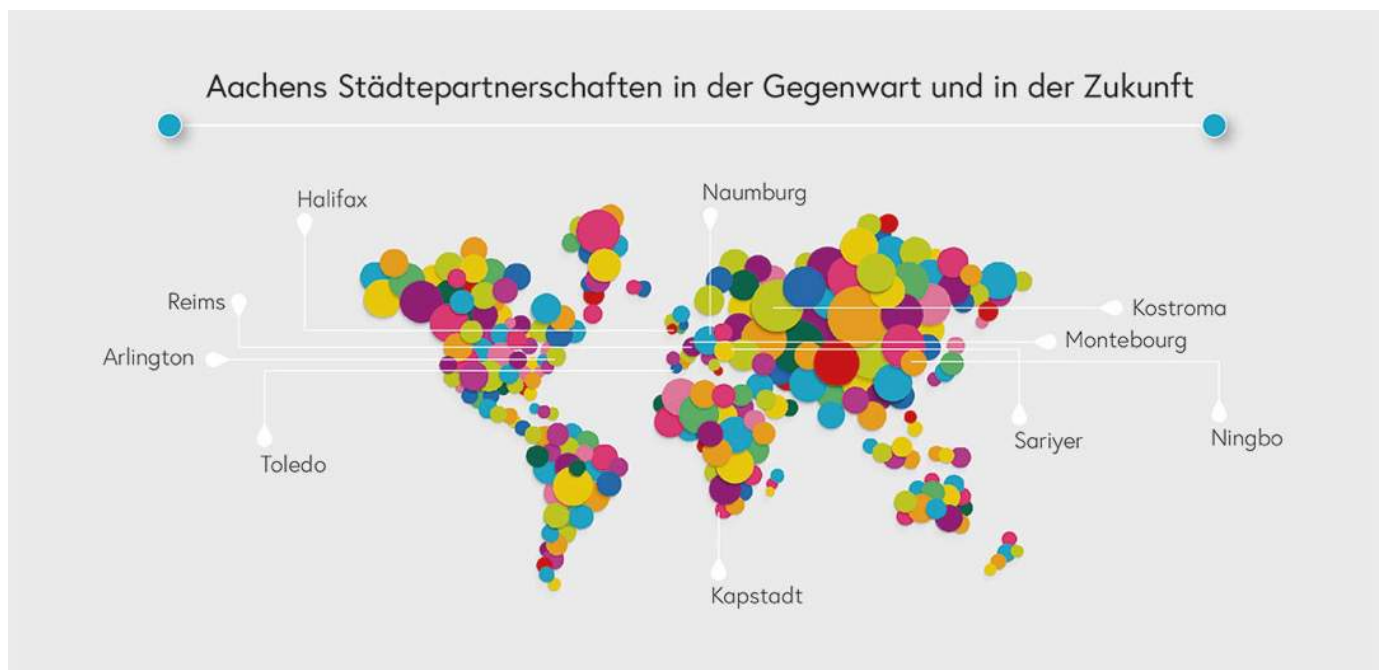 Aachens Städtepartnerschaften in der Gegenwart und in der Zukunft
Halifax
Naumburg
Reims
Kostroma
Arlington
Montebourg
Toledo
Sariyer
Ningbo
Kapstadt